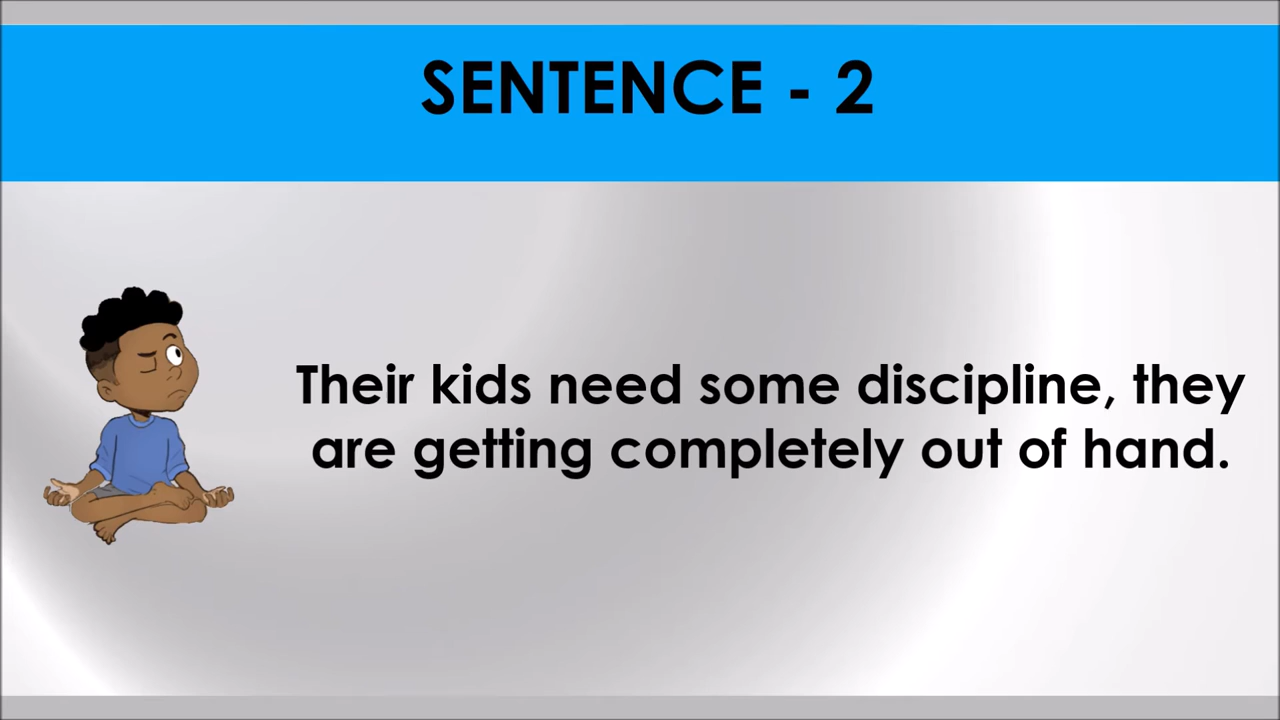 SENTENCE - 2
Their kids need some discipline, they
are getting completely out of hand.